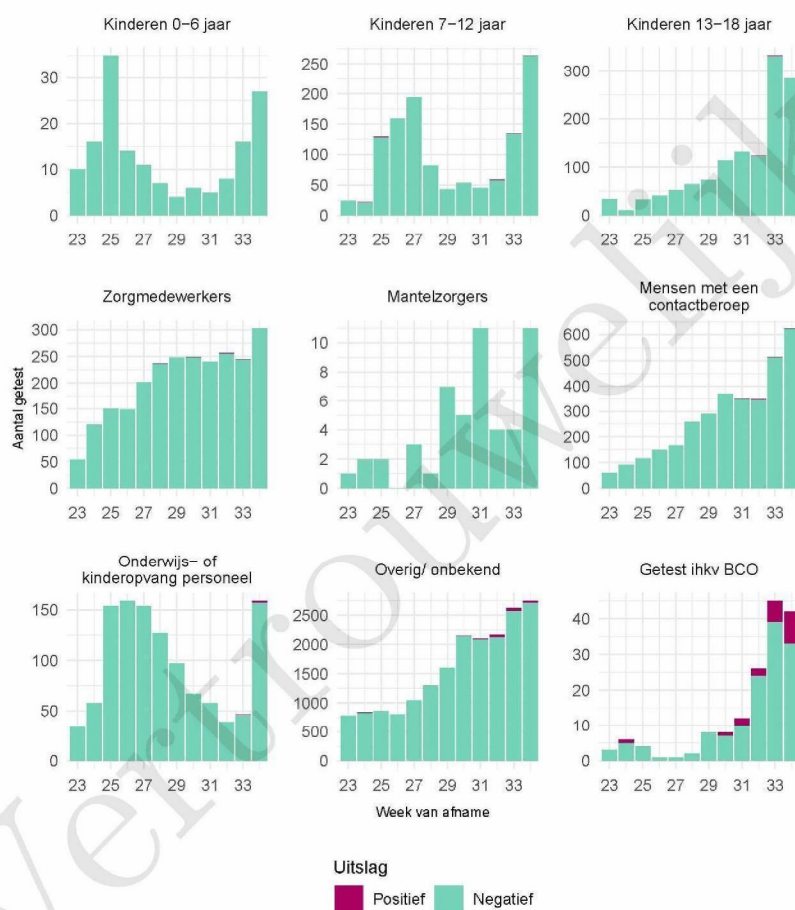 Kinderen 0–6 jaar
30
20
10
0
23 25 27 29 31 33
Kinderen 7–12 jaar
250
200
150
100
50
0
23 25 27 29 31 33
Kinderen 13–18 jaar
300
200
100
0
23 25 27 29 31 33
Aantal getest
Zorgmedewerkers
300
250
200
150
100
50
0
23 25 27 29 31 33
Mantelzorgers
10
8
6
4
2
0
23 25 27 29 31 33
Mensen met een
contactberoep
600
500
400
300
200
100
0
23 25 27 29 31 33
Onderwijs– of
kinderopvang personeel
150
100
50
0
23 25 27 29 31 33
Overig/ onbekend
2500
2000
1500
1000
500
0
23 25 27 29 31 33
Getest ihkv BCO
40
30
20
10
0
23 25 27 29 31 33
Week van afname
Uitslag
Positief Negatief
Vertrouwelijk